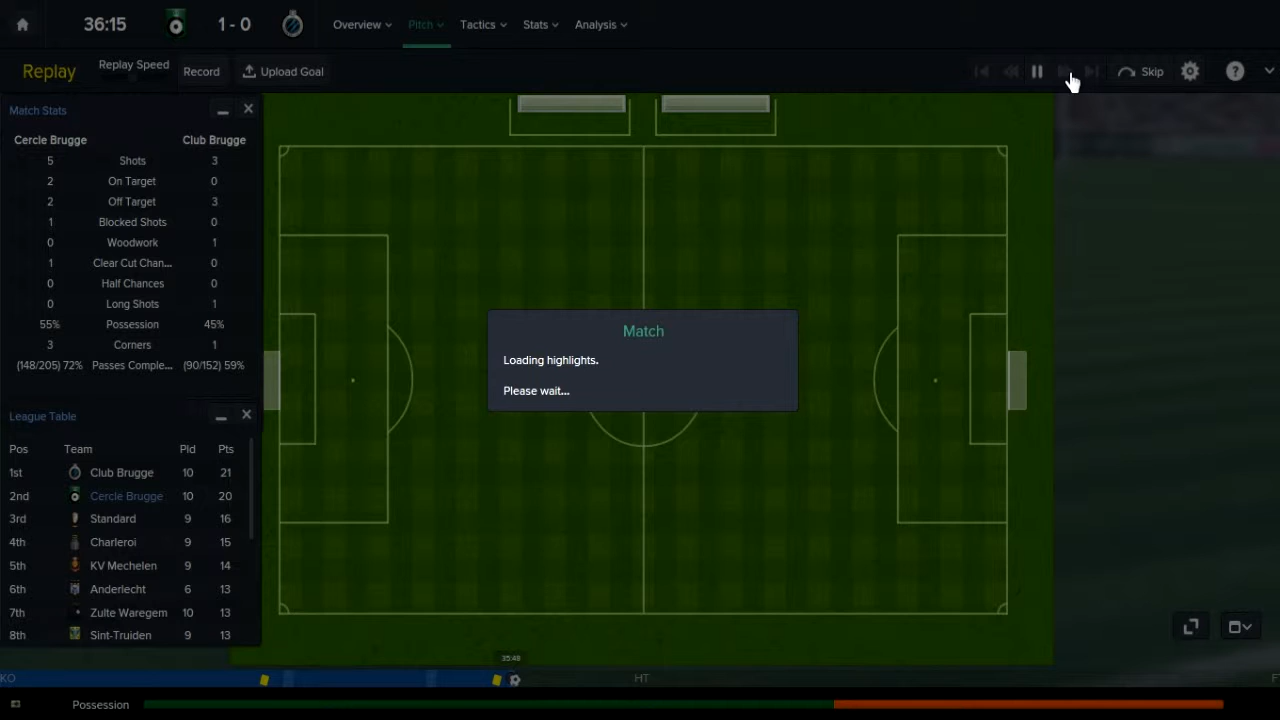 36:15 1 - 0 Overview Pitch Tactics Stats Analysis
Replay Replay Speed Record Upload Goal Skip ?
Match Stats
Cercle Brugge Club Brugge
5 Shots 3
2 On Target 0
2 Off Target 3
1 Blocked Shots 0
0 Woodwork 1
1 Clear Cut Chan... 0
0 Half Chances 0
0 Long Shots 1
55% Possession 45%
3 Corners 1
(148/205) 72% Passes Comple... (90/152) 59%
Match
Loading highlights.
Please wait...
League Table
Pos Team Pld Pts
1st Club Brugge 10 21
2nd Cercle Brugge 10 20
3rd Standard 9 16
4th Charleroi 9 15
5th KV Mechelen 9 14
6th Anderlecht 6 13
7th Zulte Waregem 10 13
8th Sint-Truiden 9 13
35:48
KO HT F
Possession